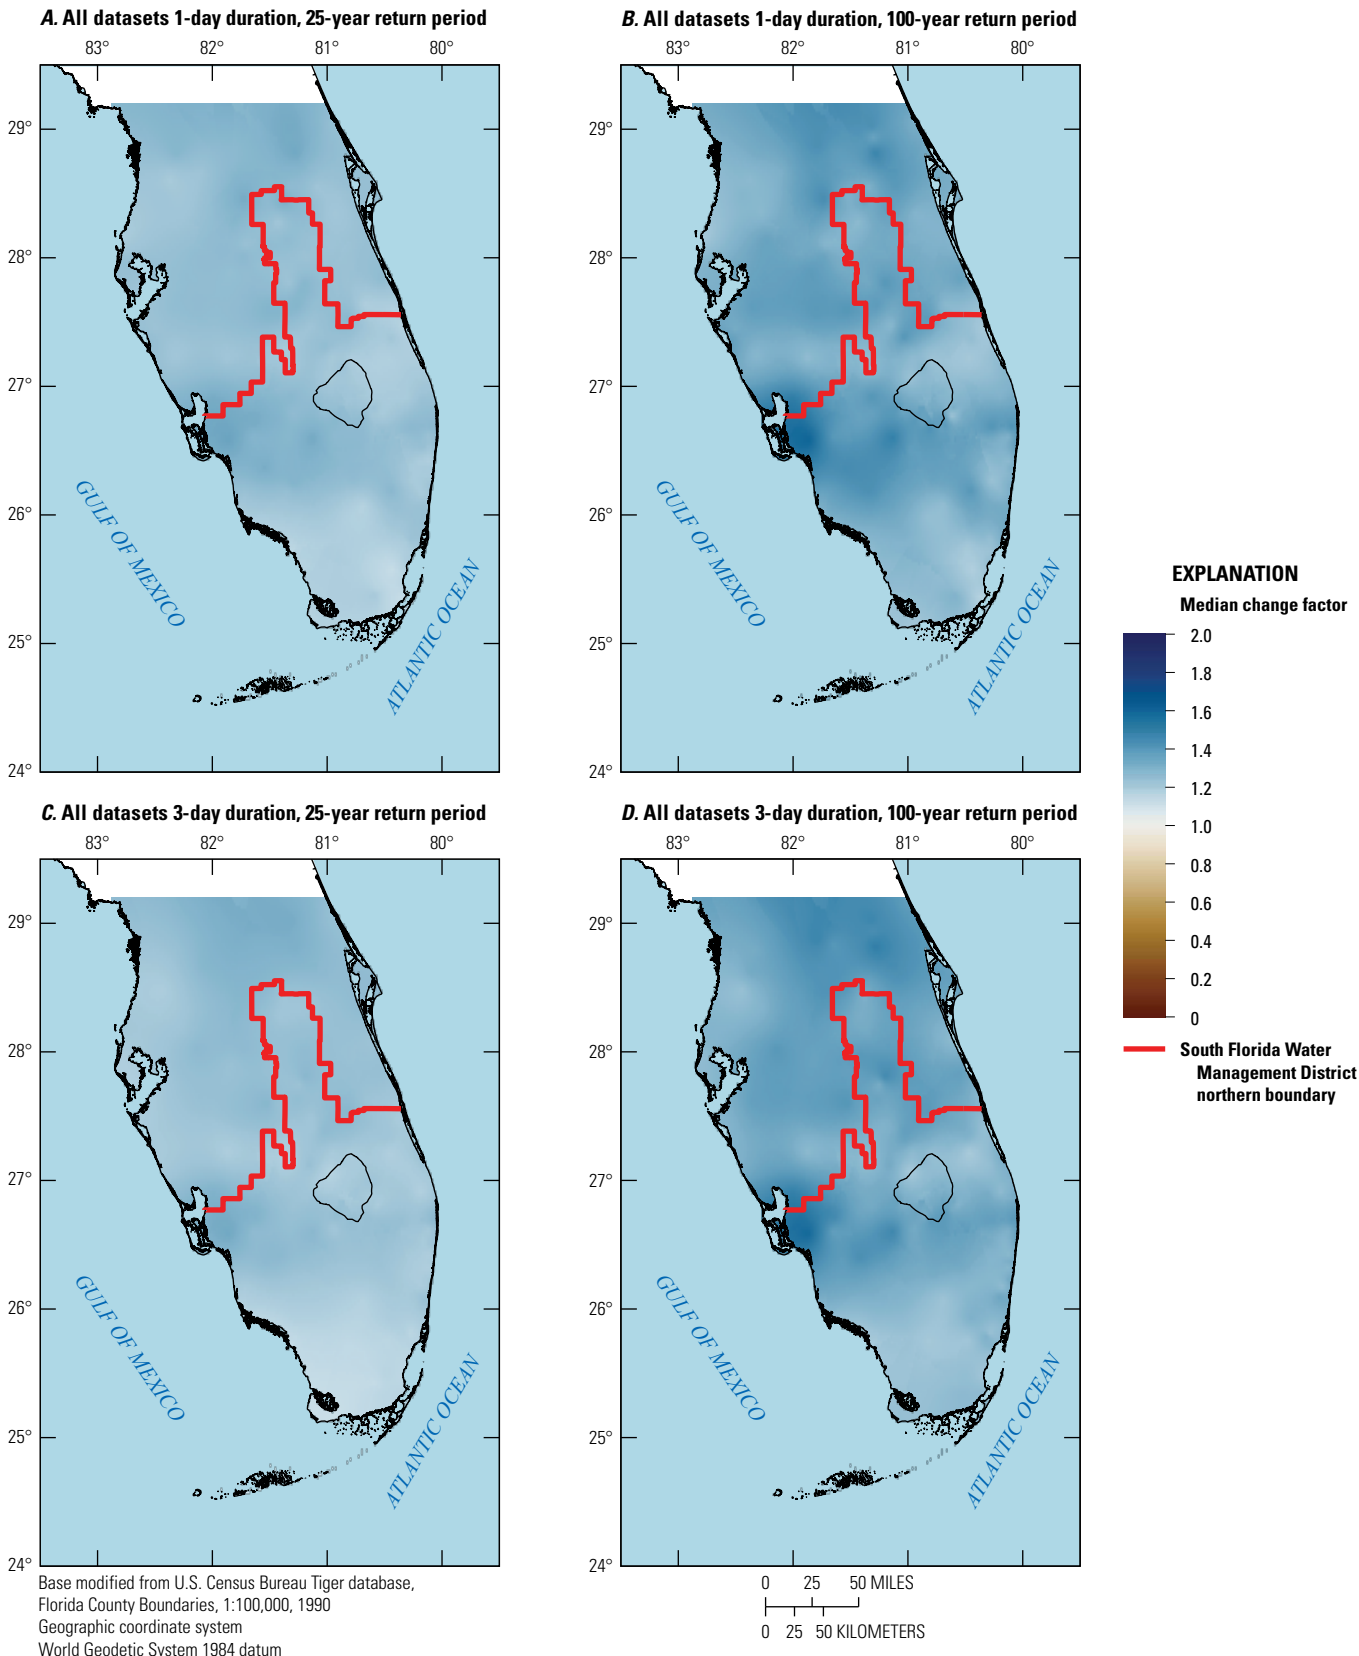 A. All datasets 1-day duration, 25-year return period
83° 82° 81° 80°
29°
28°
27°
26°
25°
24°
GULF OF MEXICO
ATLANTIC OCEAN
B. All datasets 1-day duration, 100-year return period
83° 82° 81° 80°
29°
28°
27°
26°
25°
24°
GULF OF MEXICO
ATLANTIC OCEAN
C. All datasets 3-day duration, 25-year return period
83° 82° 81° 80°
29°
28°
27°
26°
25°
24°
GULF OF MEXICO
ATLANTIC OCEAN
D. All datasets 3-day duration, 100-year return period
83° 82° 81° 80°
29°
28°
27°
26°
25°
24°
GULF OF MEXICO
ATLANTIC OCEAN
EXPLANATION
Median change factor
2.0
1.8
1.6
1.4
1.2
1.0
0.8
0.6
0.4
0.2
0
South Florida Water
Management District
northern boundary
Base modified from U.S. Census Bureau Tiger database,
Florida County Boundaries, 1:100,000, 1990
Geographic coordinate system
World Geodetic System 1984 datum
0 25 50 MILES
0 25 50 KILOMETERS